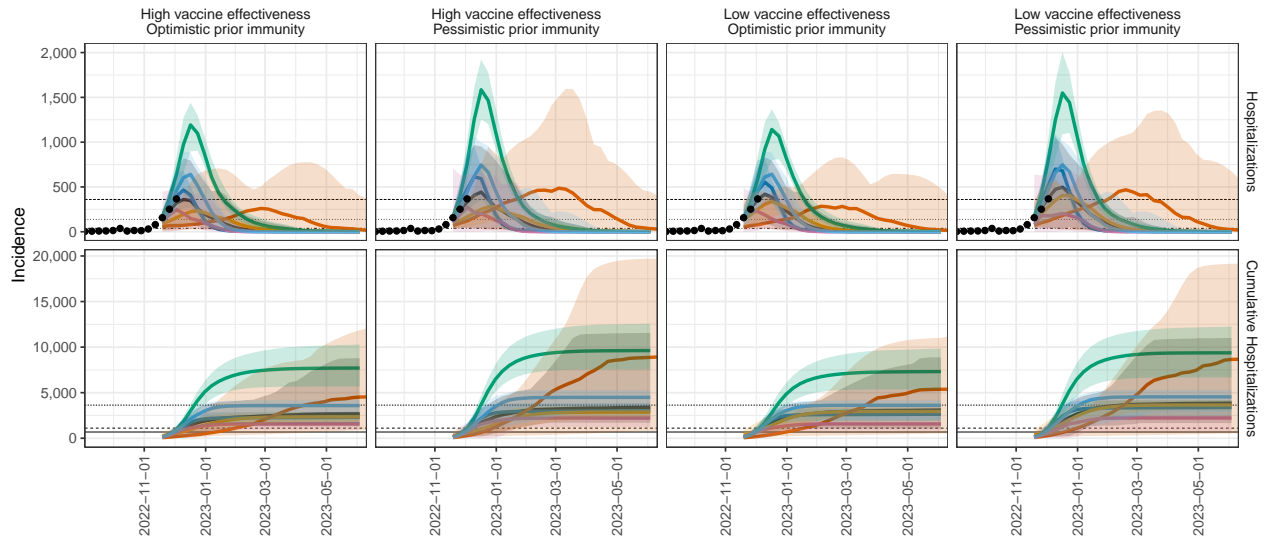 High vaccine effectiveness
Optimistic prior immunity
High vaccine effectiveness
Pessimistic prior immunity
Low vaccine effectiveness
Optimistic prior immunity
Low vaccine effectiveness
Pessimistic prior immunity
2,000
1,500
1,000
500
0
Hospitalizations
Incidence
20,000
15,000
10,000
5,000
0
Cumulative Hospitalizations
2022−11−01
2023−01−01
2023−03−01
2023−05−01
2022−11−01
2023−01−01
2023−03−01
2023−05−01
2022−11−01
2023−01−01
2023−03−01
2023−05−01
2022−11−01
2023−01−01
2023−03−01
2023−05−01